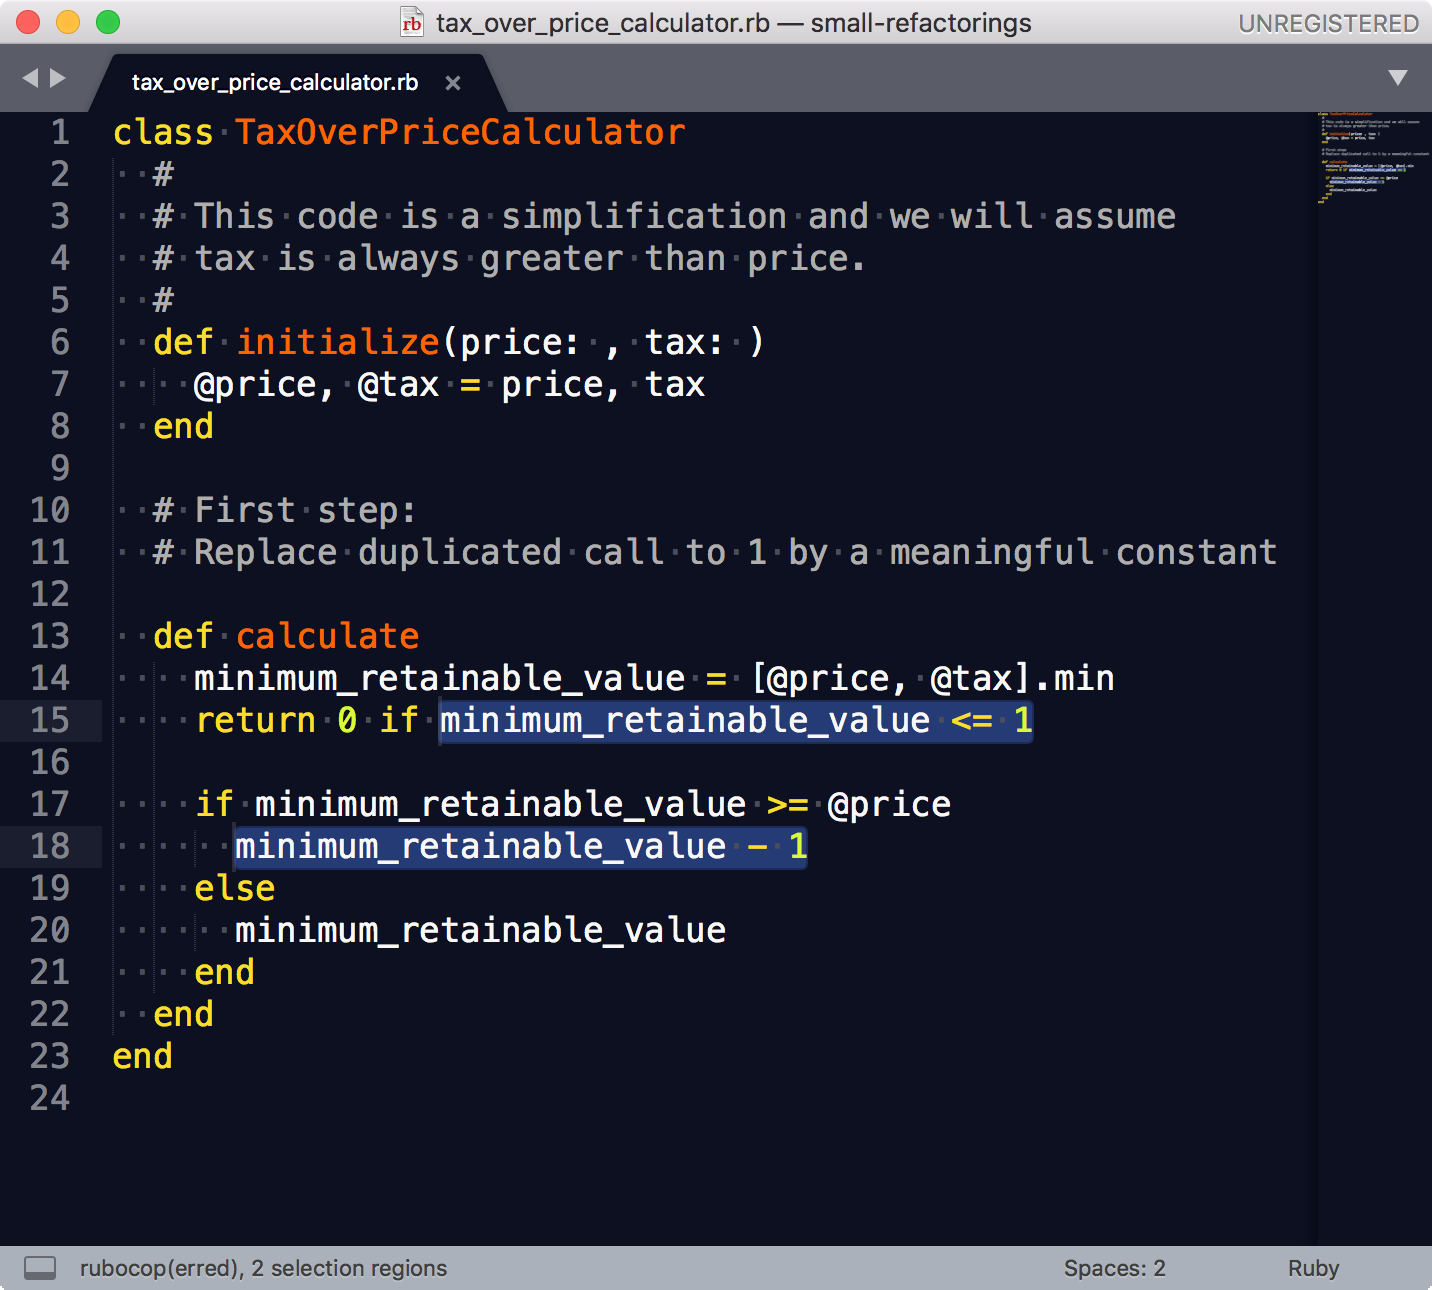 rb tax_over_price_calculator.rb — small-refactorings UNREGISTERED
tax_over_price_calculator.rb ×
1 class TaxOverPriceCalculator
2 #
3 # This code is a simplification and we will assume
4 # tax is always greater than price.
5 #
6 def initialize(price: , tax: )
7 @price, @tax = price, tax
8 end
9
10 # First step:
11 # Replace duplicated call to 1 by a meaningful constant
12
13 def calculate
14 minimum_retainable_value = [@price, @tax].min
15 return 0 if minimum_retainable_value <= 1
16
17 if minimum_retainable_value >= @price
18 minimum_retainable_value - 1
19 else
20 minimum_retainable_value
21 end
22 end
23 end
24
rubocop(erred), 2 selection regions Spaces: 2 Ruby